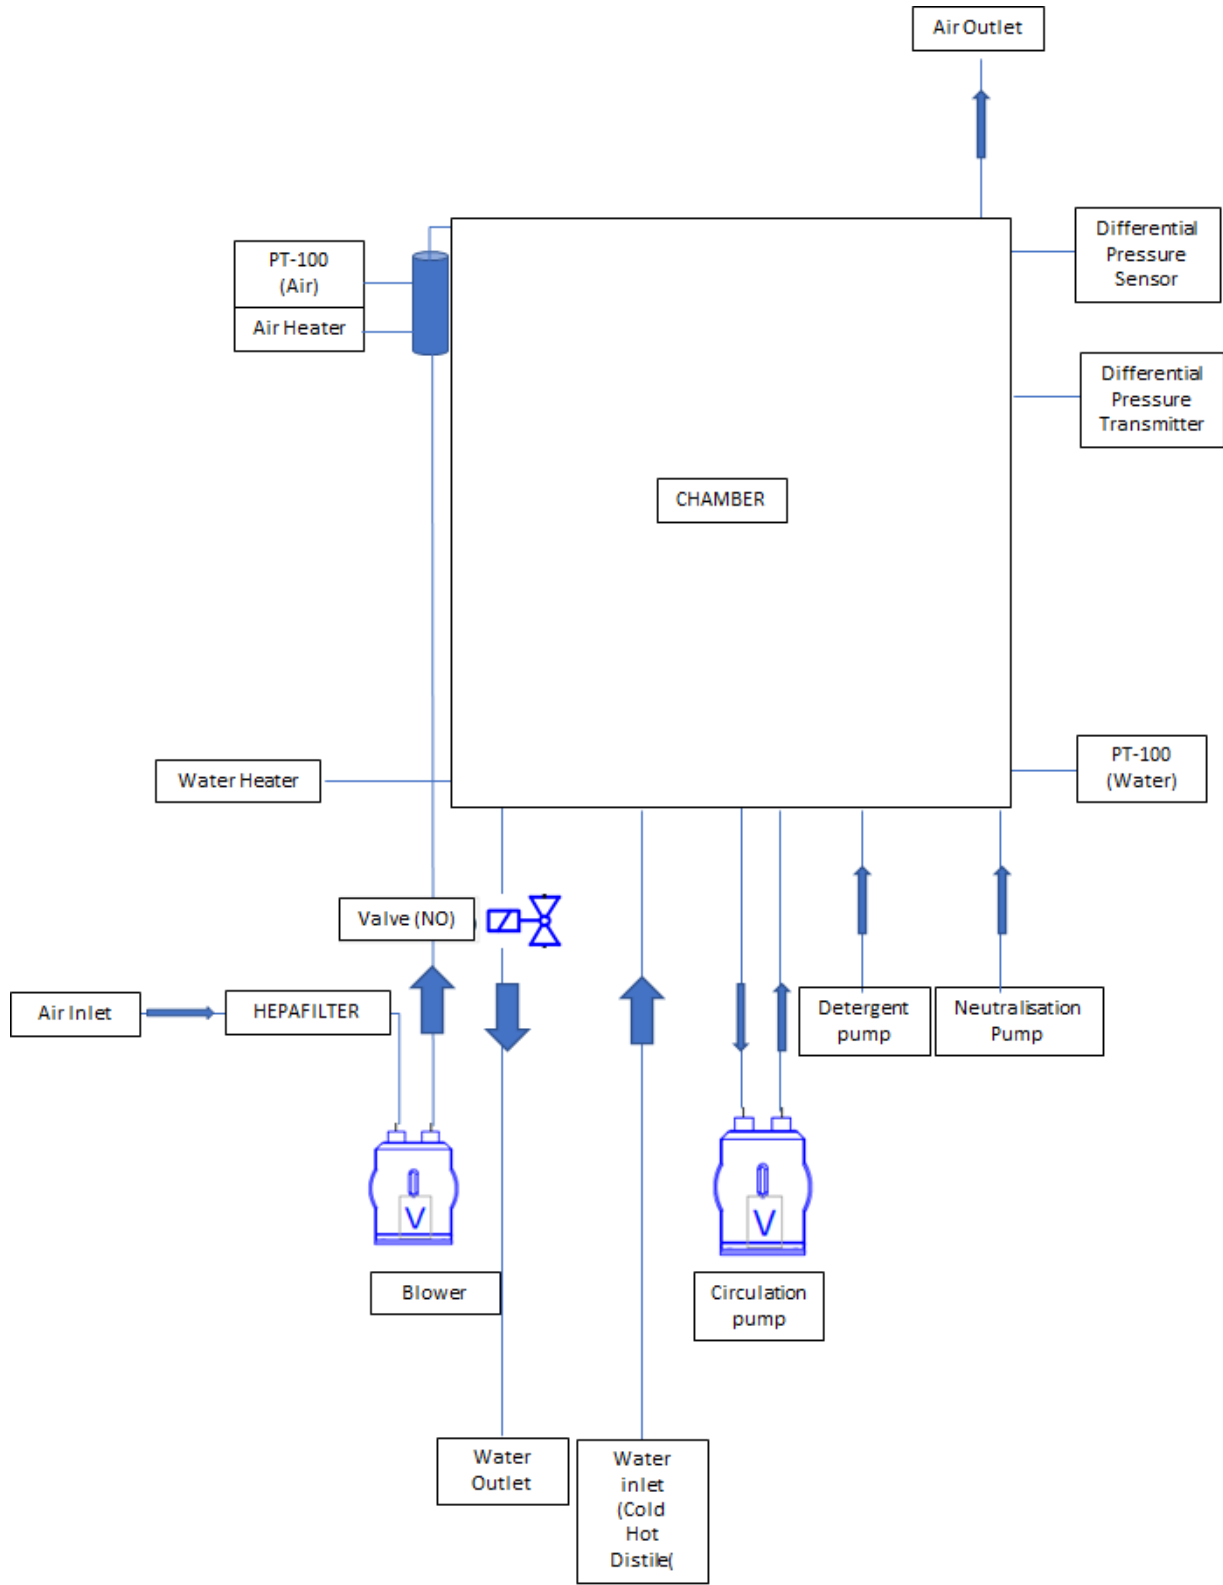 Air Outlet
Differential
Pressure
Sensor
PT-100
(Air)
Air Heater
Differential
Pressure
Transmitter
CHAMBER
Water Heater
PT-100
(Water)
Valve (NO)
Air Inlet
HEPAFILTER
Detergent
pump
Neutralisation
Pump
V
V
Blower
Circulation
pump
Water
Outlet
Water
inlet
(Cold
Hot
Distile(